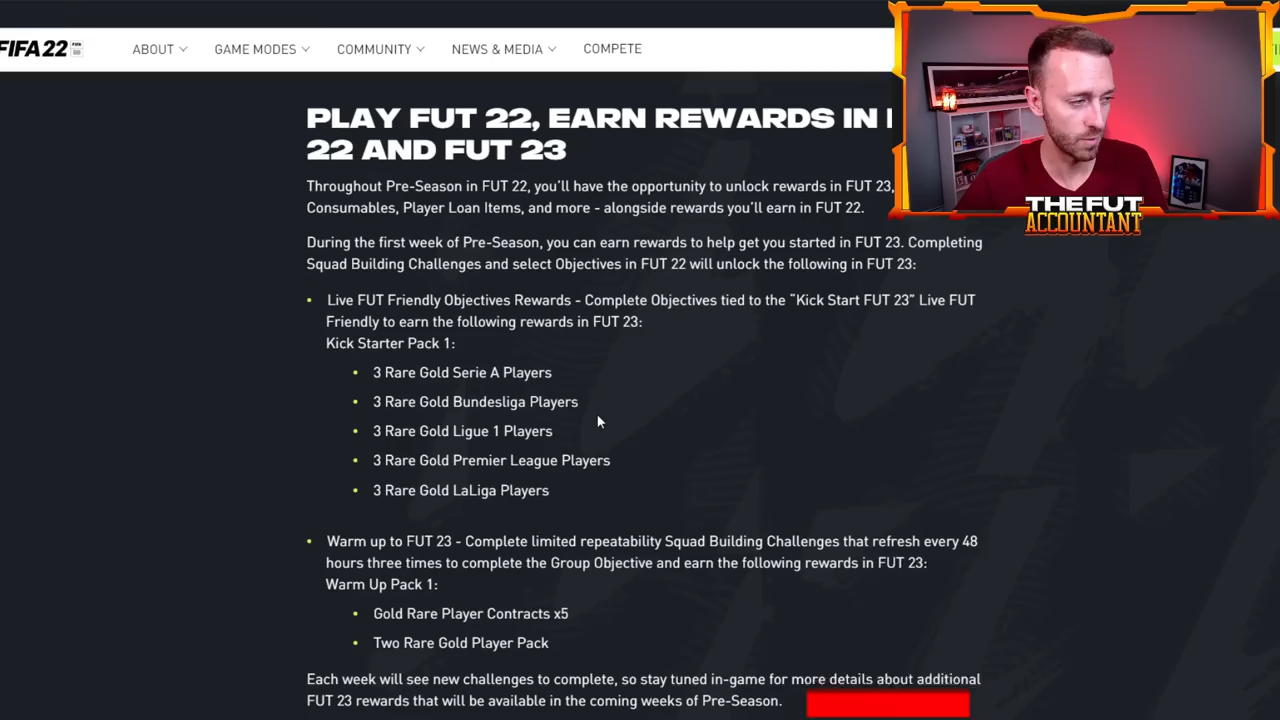 FIFA 22
ABOUT
GAME MODES
COMMUNITY
NEWS & MEDIA
COMPETE
PLAY FUT 22, EARN REWARDS IN
22 AND FUT 23
Throughout Pre-Season in FUT 22, you'll have the opportunity to unlock rewards in FUT 23,
Consumables, Player Loan Items, and more - alongside rewards you'll earn in FUT 22.
THE FUT
ACCOUNTANT
During the first week of Pre-Season, you can earn rewards to help get you started in FUT 23. Completing
Squad Building Challenges and select Objectives in FUT 22 will unlock the following in FUT 23:
• Live FUT Friendly Objectives Rewards - Complete Objectives tied to the “Kick Start FUT 23” Live FUT
Friendly to earn the following rewards in FUT 23:
Kick Starter Pack 1:
• 3 Rare Gold Serie A Players
• 3 Rare Gold Bundesliga Players
• 3 Rare Gold Ligue 1 Players
• 3 Rare Gold Premier League Players
• 3 Rare Gold LaLiga Players
• Warm up to FUT 23 - Complete limited repeatability Squad Building Challenges that refresh every 48
hours three times to complete the Group Objective and earn the following rewards in FUT 23:
Warm Up Pack 1:
• Gold Rare Player Contracts x5
• Two Rare Gold Player Pack
Each week will see new challenges to complete, so stay tuned in-game for more details about additional
FUT 23 rewards that will be available in the coming weeks of Pre-Season.